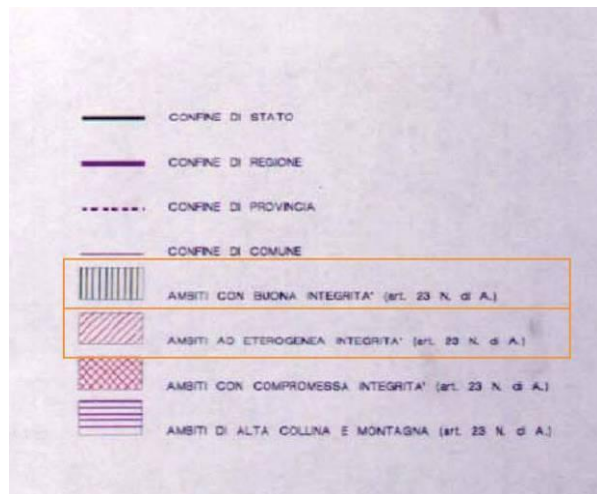 CONFINE DI STATO
CONFINE DI REGIONE
CONFINE DI PROVINCIA
CONFINE DI COMUNE
AMBITI CON BUONA INTEGRITA' (art. 23 N. di A.)
AMBITI AD ETEROGENEA INTEGRITA' (art. 23 N. di A.)
AMBITI CON COMPROMESSA INTEGRITA' (art. 23 N. di A.)
AMBITI DI ALTA COLLINA E MONTAGNA (art. 23 N. di A.)